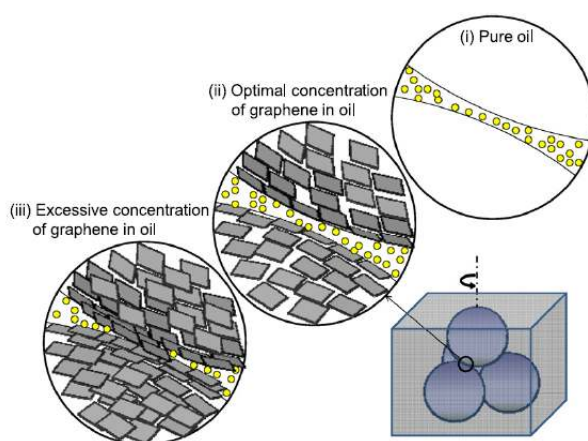 (i) Pure oil
(ii) Optimal concentration
of graphene in oil
(iii) Excessive concentration
of graphene in oil